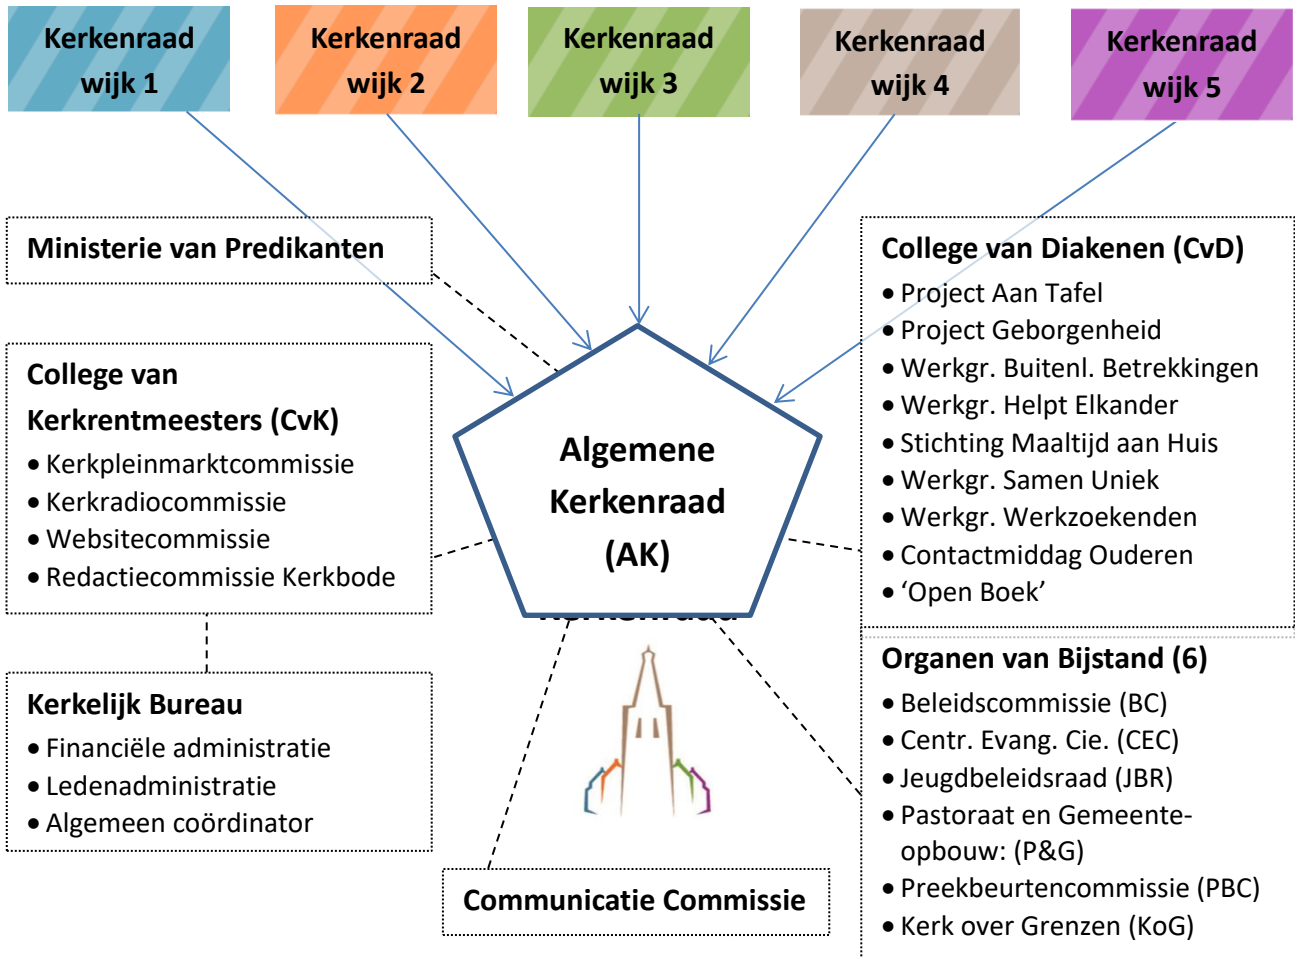 Kerkenraad
wijk 1
Kerkenraad
wijk 2
Kerkenraad
wijk 3
Kerkenraad
wijk 4
Kerkenraad
wijk 5
Ministerie van Predikanten
College van
Kerkrentmeesters (CvK)
• Kerkpleinmarktcommissie
• Kerkradiocommissie
• Websitecommissie
• Redactiecommissie Kerkbode
Kerkelijk Bureau
• Financiële administratie
• Ledenadministratie
• Algemeen coördinator
Algemene
Kerkenraad
(AK)
Kerkenraad
Communicatie Commissie
College van Diakenen (CvD)
• Project Aan Tafel
• Project Geborgenheid
• Werkgr. Buitenl. Betrekkingen
• Werkgr. Helpt Elkander
• Stichting Maaltijd aan Huis
• Werkgr. Samen Uniek
• Werkgr. Werkzoekenden
• Contactmiddag Ouderen
• ‘Open Boek’
Organen van Bijstand (6)
• Beleidscommissie (BC)
• Centr. Evang. Cie. (CEC)
• Jeugdbeleidsraad (JBR)
• Pastoraat en Gemeente-
opbouw: (P&G)
• Preekbeurtencommissie (PBC)
• Kerk over Grenzen (KoG)